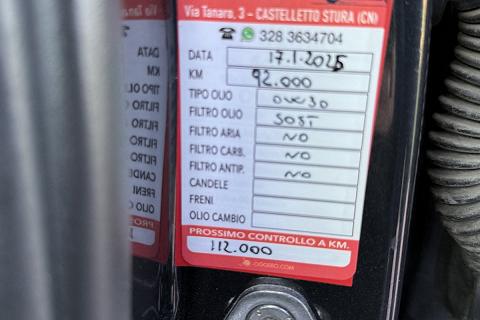 Via Tanaro, 3 – CASTELLETTO STURA (CN)
328 3634704
DATA 17.1.2025
KM 92.000
TIPO OLIO 0W30
FILTRO OLIO SOST
FILTRO ARIA NO
FILTRO CARB. NO
FILTRO ANTIP. NO
CANDELE
FRENI
OLIO CAMBIO
PROSSIMO CONTROLLO A KM.
112.000